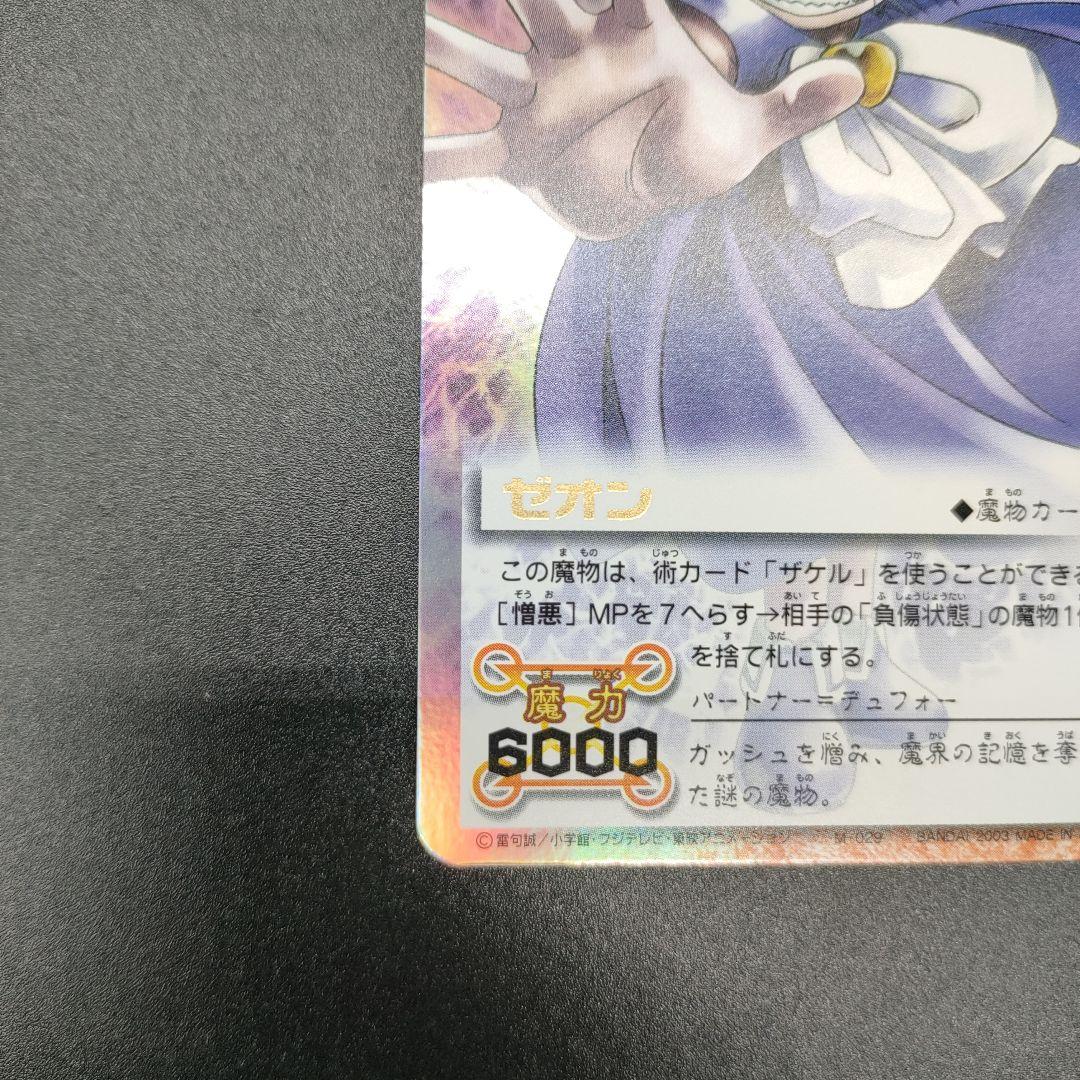 ゼオン
◆魔物カー
この魔物は、術カード「ザケル」を使うことができる
[憎悪] MPを7へらす→相手の「負傷状態」の魔物1体
を捨て札にする。
パートナー=デュフォー
魔力
6000
ガッシュを憎み、魔界の記憶を奪
た謎の魔物。
©雷句誠/小学館・フジテレビ・東映アニメーション M-029 BANDAI 2003 MADE IN